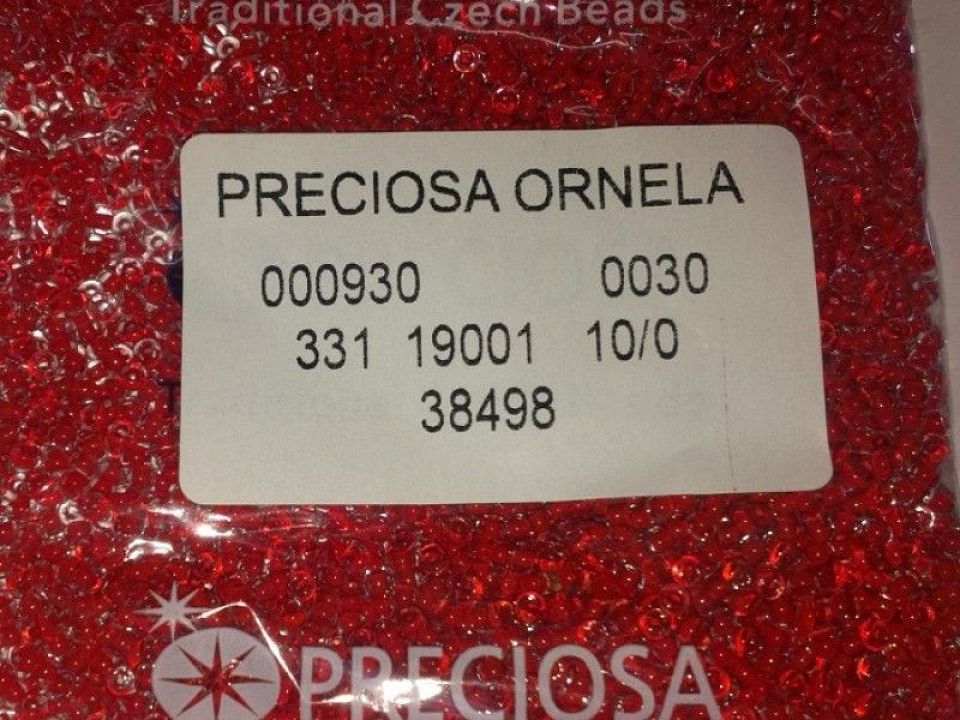 Traditional Czech Beads
PRECIOSA ORNELA
000930 0030
331 19001 10/0
38498
PRECIOSA